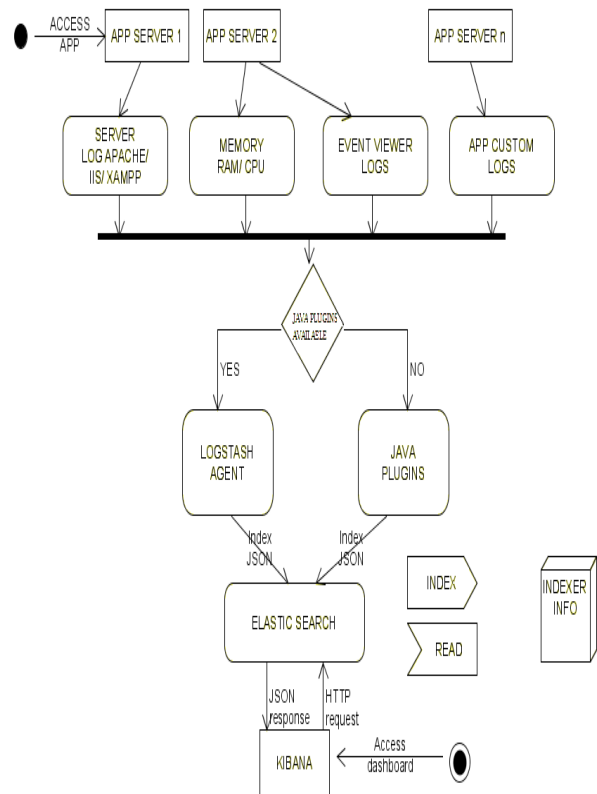 ACCESS
APP
APP SERVER 1
APP SERVER 2
APP SERVER n
SERVER
LOG APACHE/
IIS/ XAMPP
MEMORY
RAM/ CPU
EVENT VIEWER
LOGS
APP CUSTOM
LOGS
JAVA PLUGINS
AVAILABLE
YES
NO
LOGSTASH
AGENT
JAVA
PLUGINS
Index
JSON
Index
JSON
INDEX
INDEXER
INFO
ELASTIC SEARCH
READ
JSON
response
HTTP
request
KIBANA
Access
dashboard